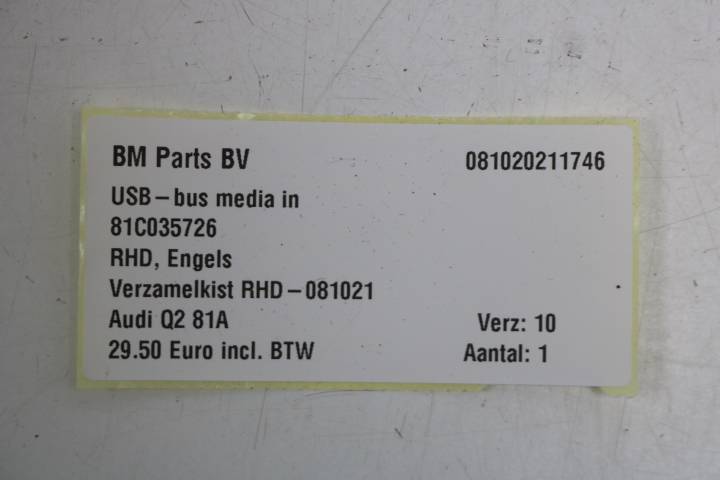 BM Parts BV 081020211746
USB-bus media in
81C035726
RHD, Engels
Verzamelkist RHD-081021
Audi Q2 81A Verz: 10
29.50 Euro incl. BTW Aantal: 1